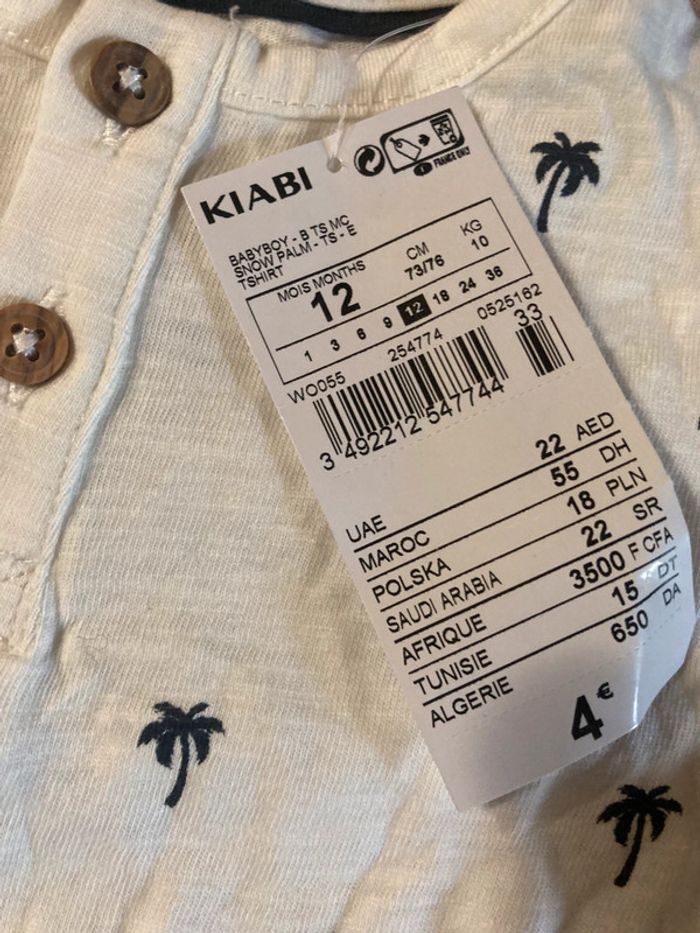 KIABI
FRANCE ONLY
BABYBOY - B TS MC
SNOW PALM - TS - E
TSHIRT
MOIS MONTHS CM KG
12 73/76 10
1 3 6 9 12 18 24 36
WO055 254774 0525162
33
3 492212 547744
UAE 22 AED
MAROC 55 DH
POLSKA 18 PLN
SAUDI ARABIA 22 SR
AFRIQUE 3500 F CFA
TUNISIE 15 DT
ALGERIE 650 DA
4€